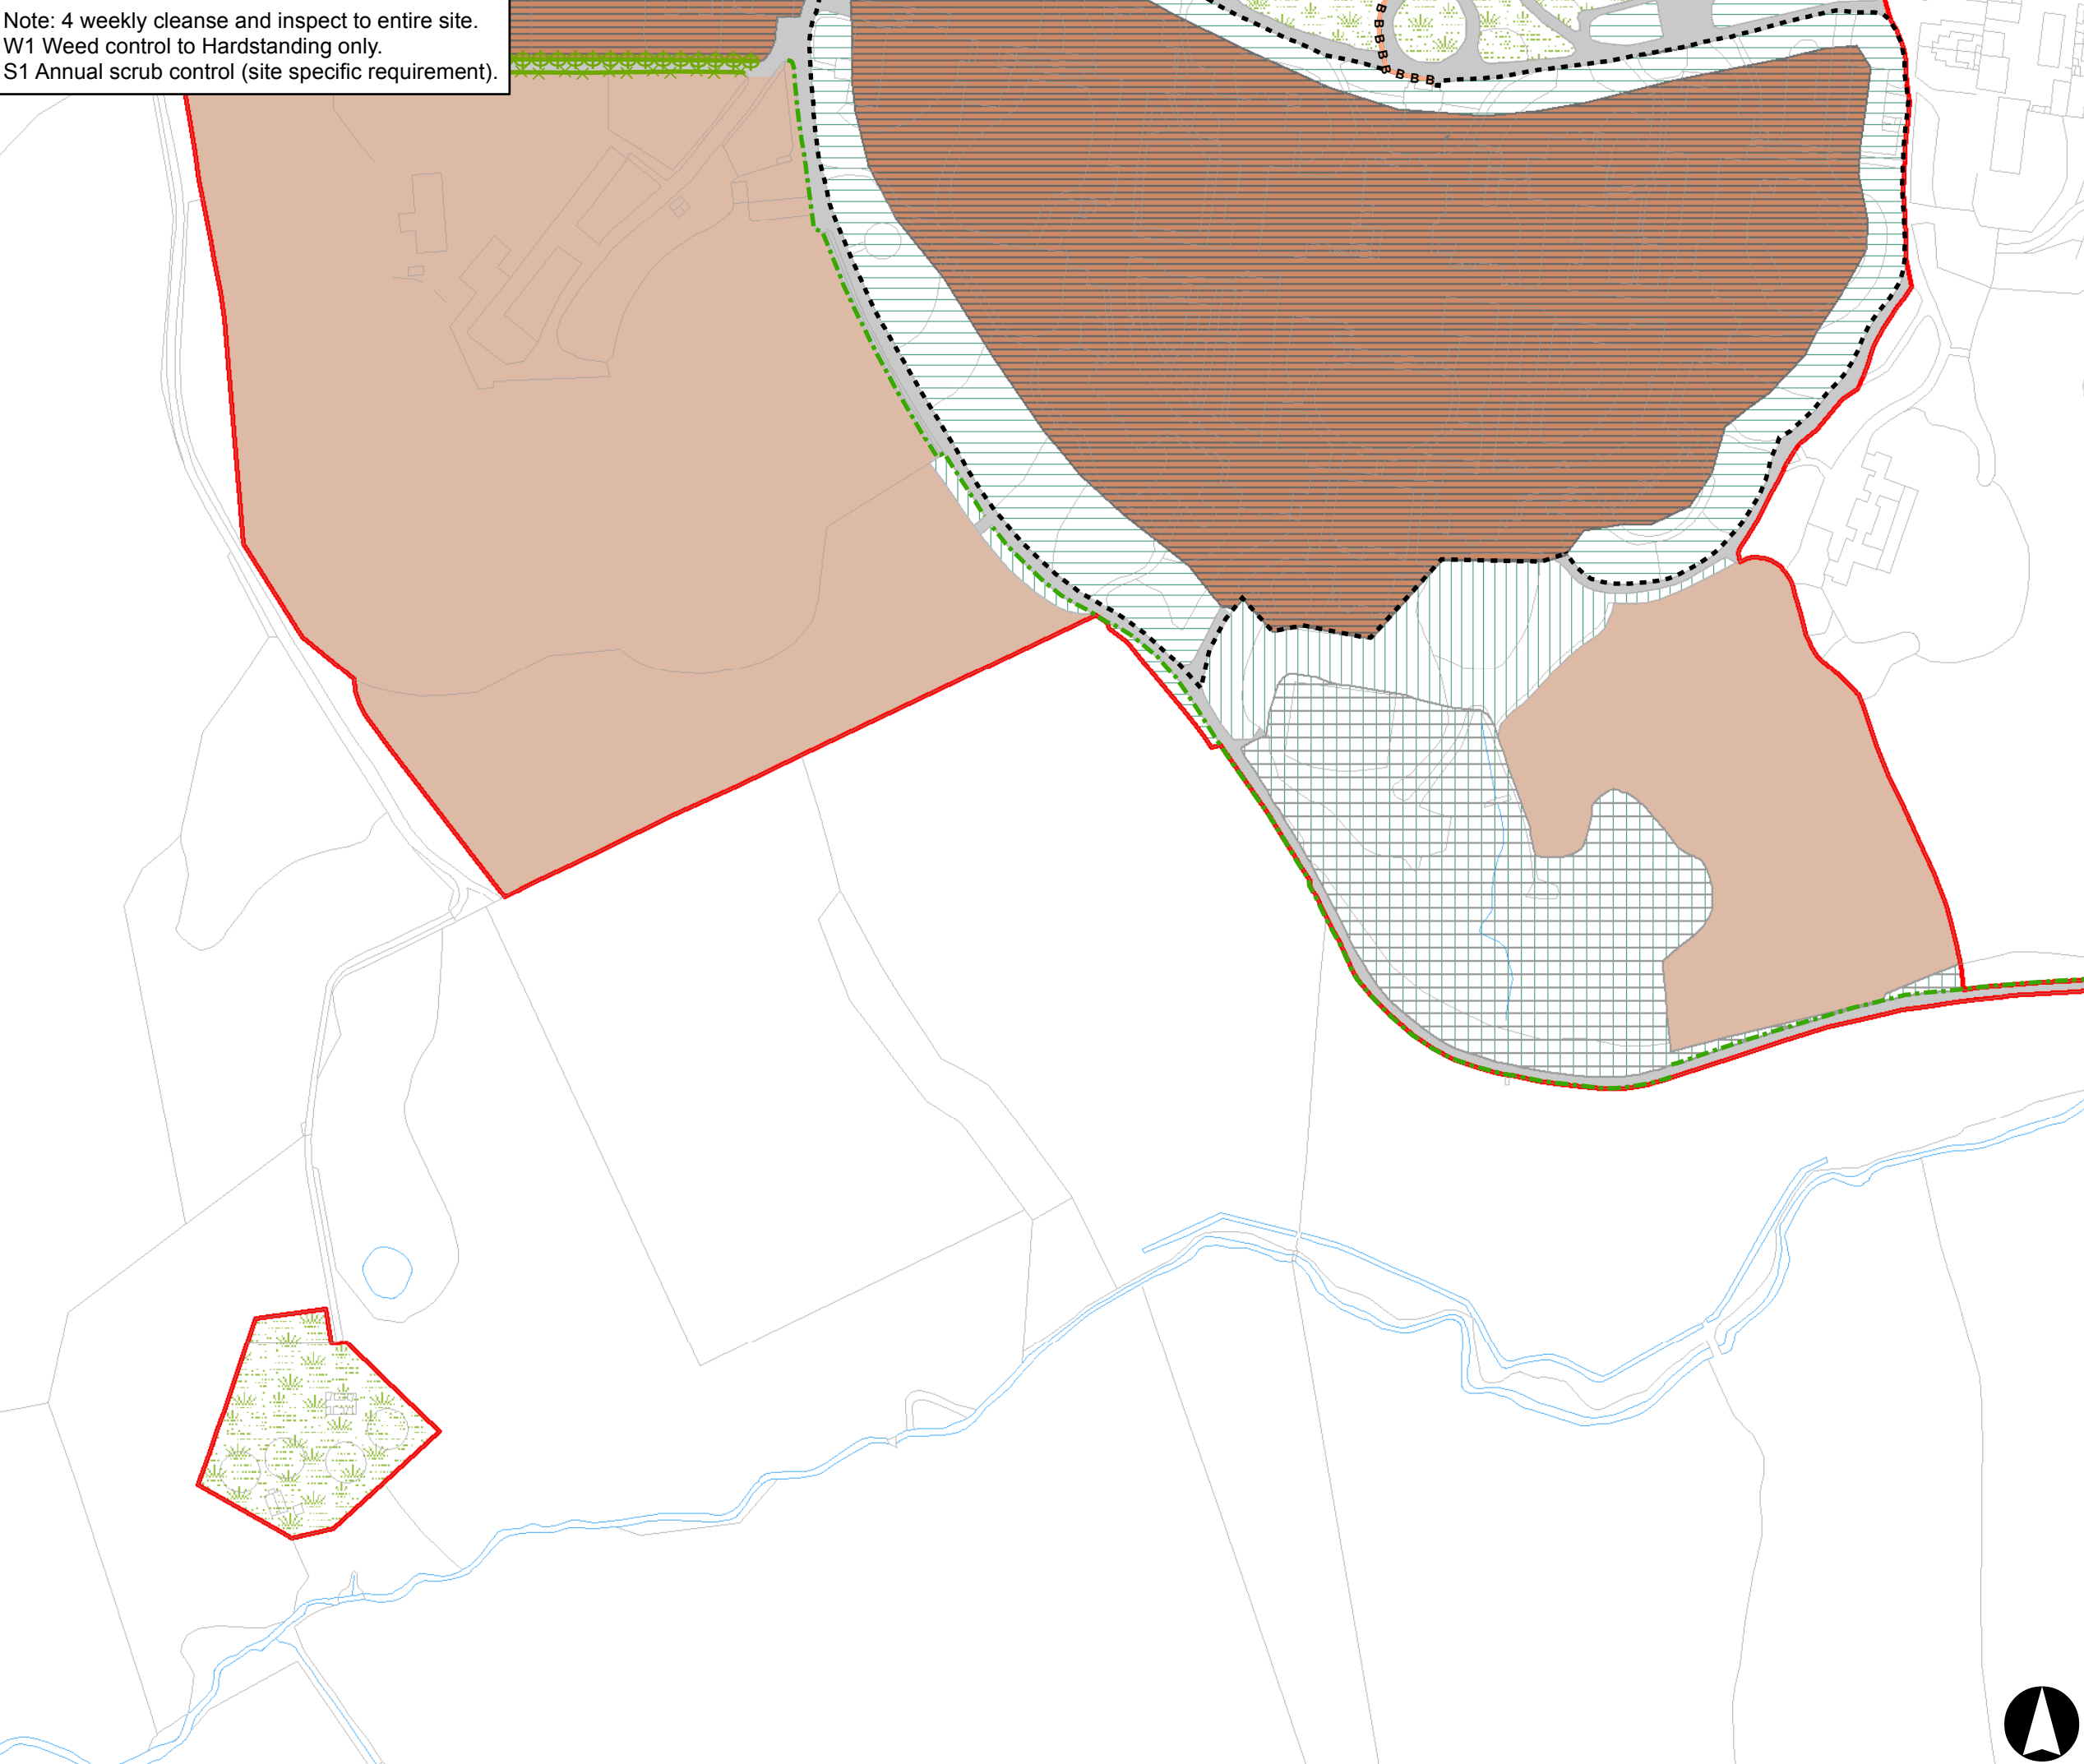 Note: 4 weekly cleanse and inspect to entire site.
W1 Weed control to Hardstanding only.
S1 Annual scrub control (site specific requirement).
B
B
B
B
B
B B B